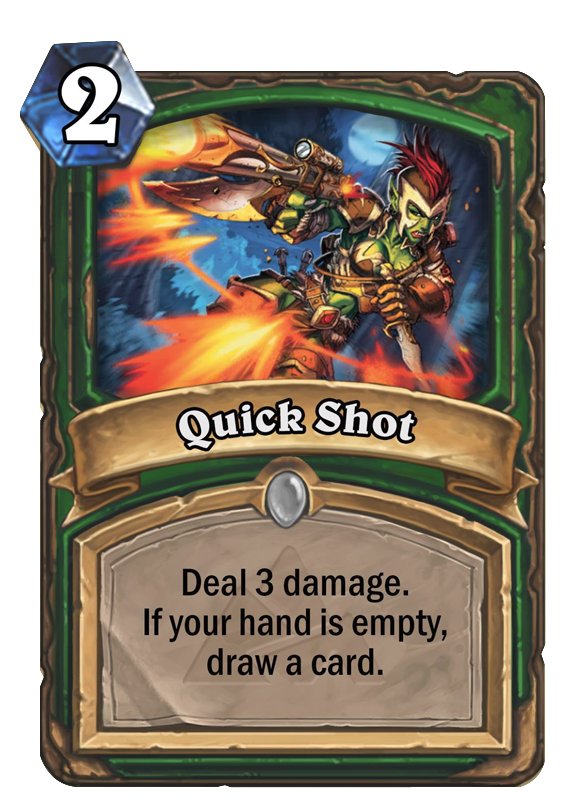 2
Quick Shot
Deal 3 damage.
If your hand is empty,
draw a card.